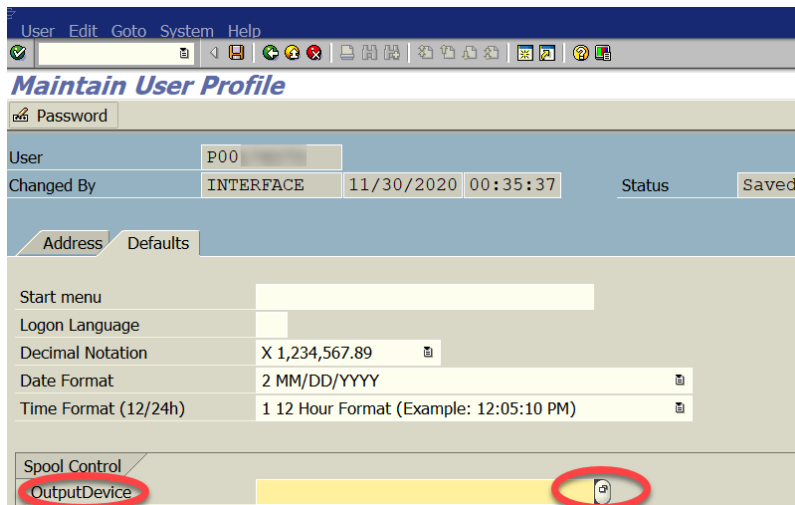 User Edit Goto System Help
Maintain User Profile
Password
User P00
Changed By INTERFACE 11/30/2020 00:35:37 Status Saved
Address Defaults
Start menu
Logon Language
Decimal Notation X 1,234,567.89
Date Format 2 MM/DD/YYYY
Time Format (12/24h) 1 12 Hour Format (Example: 12:05:10 PM)
Spool Control
OutputDevice